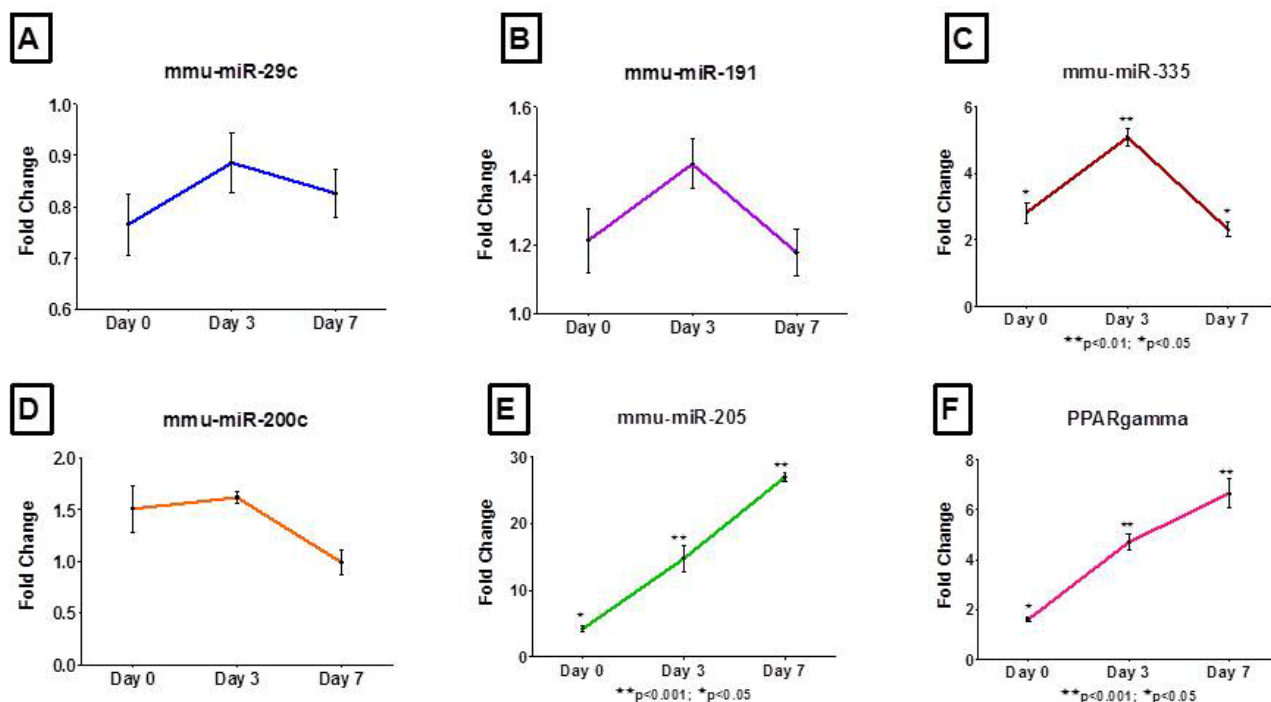 A
mmu-miR-29c
Fold Change
1.0
0.9
0.8
0.7
0.6
Day 0 Day 3 Day 7
B
mmu-miR-191
Fold Change
1.6
1.4
1.2
1.0
Day 0 Day 3 Day 7
C
mmu-miR-335
Fold Change
6
4
2
0
*
**
*
Day 0 Day 3 Day 7
**p<0.01; *p<0.05
D
mmu-miR-200c
Fold Change
2.0
1.5
1.0
0.5
0.0
Day 0 Day 3 Day 7
E
mmu-miR-205
Fold Change
30
20
10
0
*
**
**
Day 0 Day 3 Day 7
**p<0.001; *p<0.05
F
PPARgamma
Fold Change
8
6
4
2
0
*
**
**
Day 0 Day 3 Day 7
**p<0.001; *p<0.05